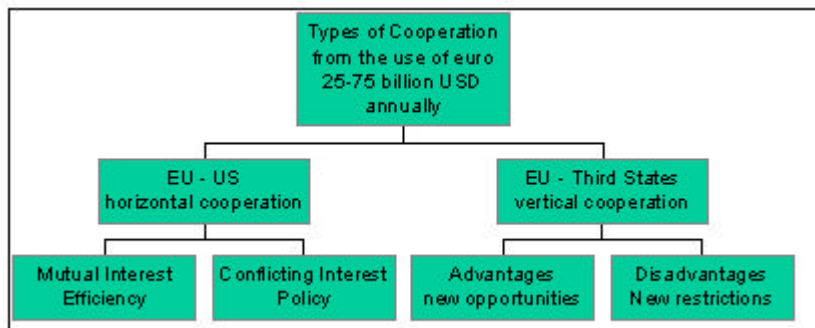 Types of Cooperation
from the use of euro
25-75 billion USD
annually
EU - US
horizontal cooperation
EU - Third States
vertical cooperation
Mutual Interest
Efficiency
Conflicting Interest
Policy
Advantages
new opportunities
Disadvantages
New restrictions